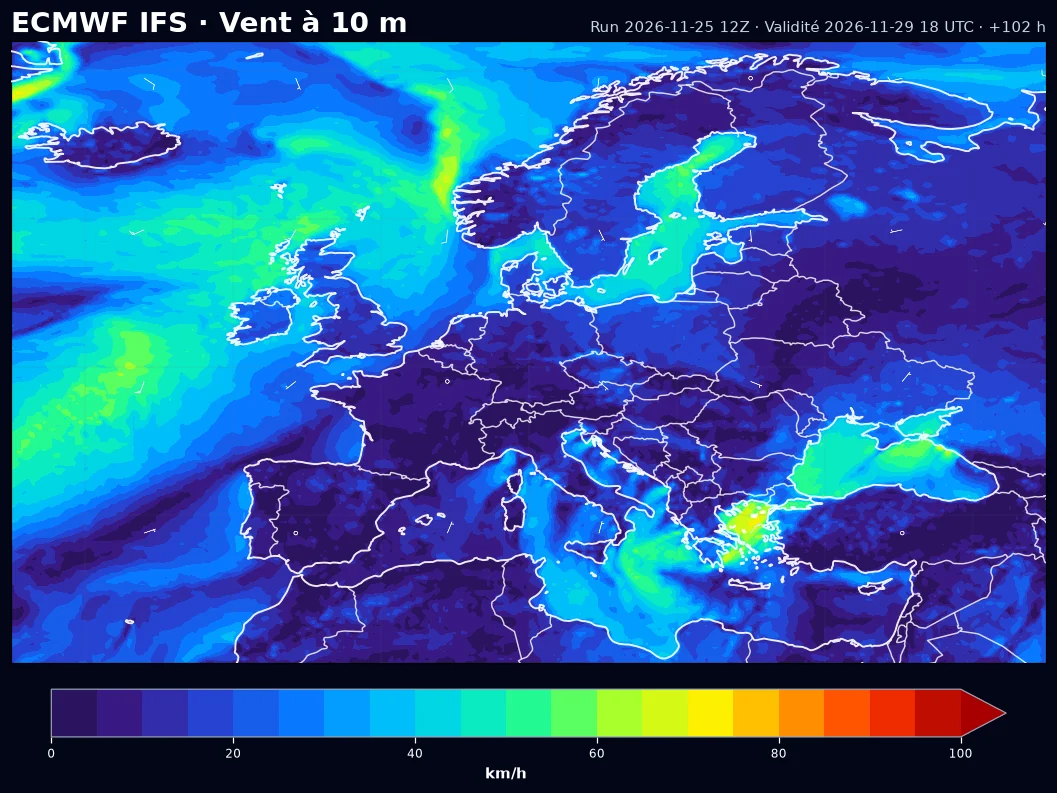 ECMWF IFS · Vent à 10 m
Run 2026-11-25 12Z · Validité 2026-11-29 18 UTC · +102 h
0 20 40 60 80 100
km/h